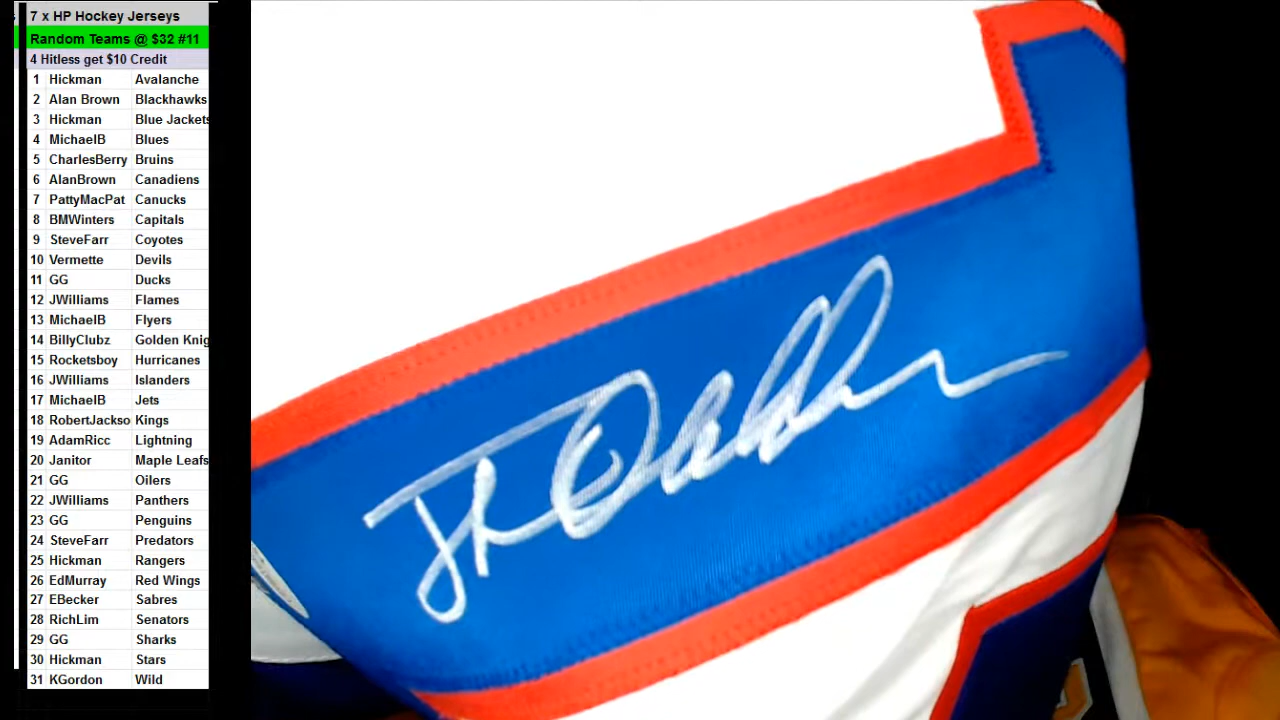 7 x HP Hockey Jerseys
Random Teams @ $32 #11
4 Hitless get $10 Credit
1 Hickman Avalanche
2 Alan Brown Blackhawks
3 Hickman Blue Jackets
4 MichaelB Blues
5 CharlesBerry Bruins
6 AlanBrown Canadiens
7 PattyMacPat Canucks
8 BMWinters Capitals
9 SteveFarr Coyotes
10 Vermette Devils
11 GG Ducks
12 JWilliams Flames
13 MichaelB Flyers
14 BillyClubz Golden Knig
15 Rocketsboy Hurricanes
16 JWilliams Islanders
17 MichaelB Jets
18 RobertJackso Kings
19 AdamRicc Lightning
20 Janitor Maple Leafs
21 GG Oilers
22 JWilliams Panthers
23 GG Penguins
24 SteveFarr Predators
25 Hickman Rangers
26 EdMurray Red Wings
27 EBecker Sabres
28 RichLim Senators
29 GG Sharks
30 Hickman Stars
31 KGordon Wild